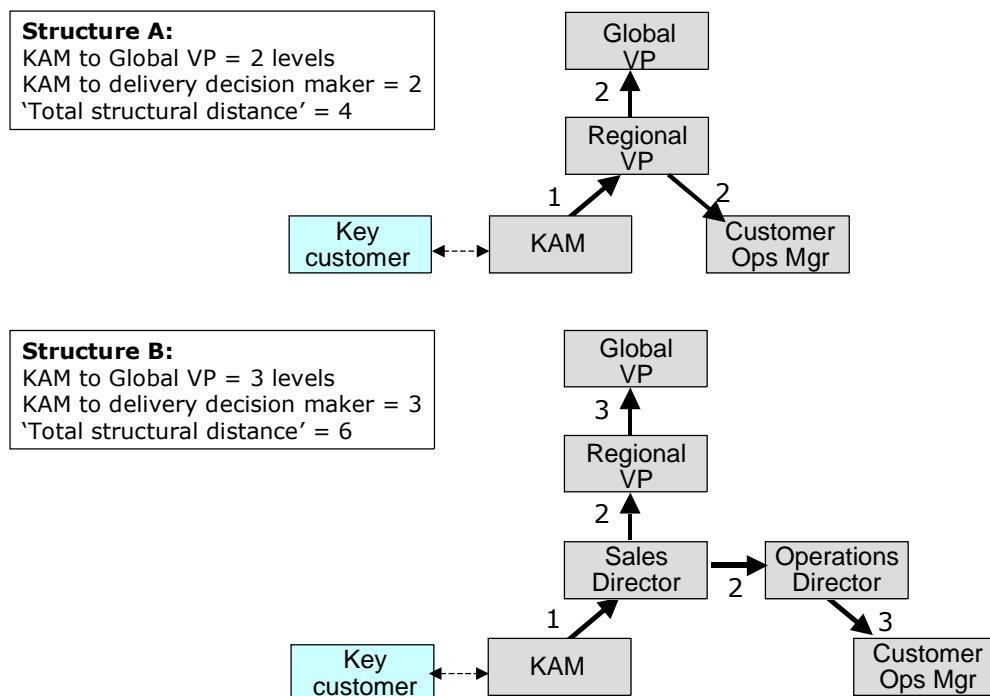 Structure A:
KAM to Global VP = 2 levels
KAM to delivery decision maker = 2
‘Total structural distance’ = 4
Global
VP
2
Regional
VP
1
2
Key
customer
KAM
Customer
Ops Mgr
Structure B:
KAM to Global VP = 3 levels
KAM to delivery decision maker = 3
‘Total structural distance’ = 6
Global
VP
3
Regional
VP
2
Sales
Director
2
Operations
Director
1
3
Key
customer
KAM
Customer
Ops Mgr